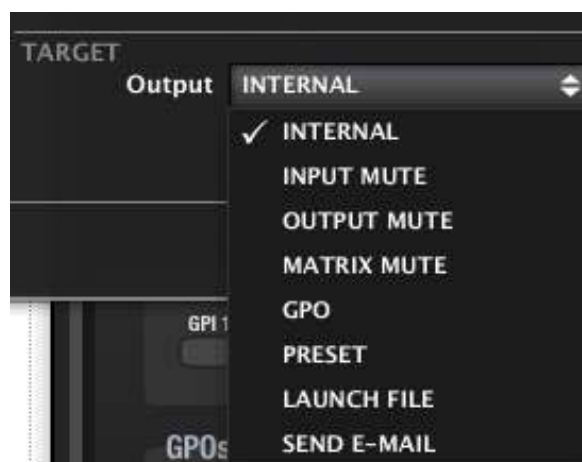 TARGET
Output INTERNAL
✓ INTERNAL
INPUT MUTE
OUTPUT MUTE
MATRIX MUTE
GPO
GPI 1
PRESET
LAUNCH FILE
GPOs SEND E-MAIL